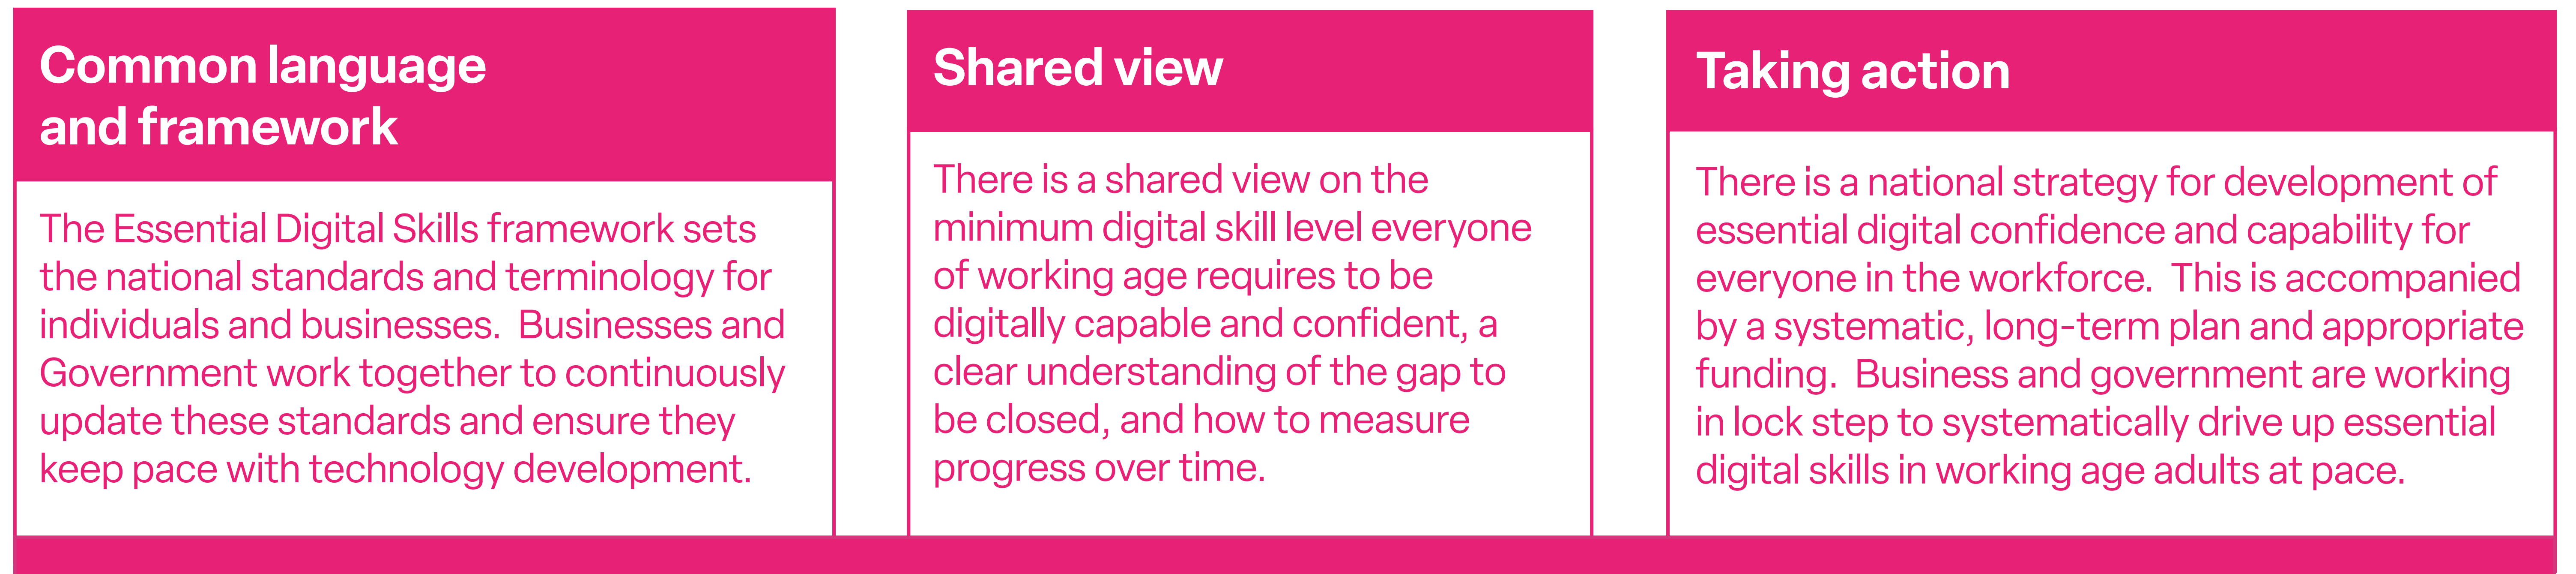 Common language
and framework
The Essential Digital Skills framework sets
the national standards and terminology for
individuals and businesses.  Businesses and
Government work together to continuously
update these standards and ensure they
keep pace with technology development.
Shared view
There is a shared view on the
minimum digital skill level everyone
of working age requires to be
digitally capable and confident, a
clear understanding of the gap to
be closed, and how to measure
progress over time.
Taking action
There is a national strategy for development of
essential digital confidence and capability for
everyone in the workforce.  This is accompanied
by a systematic, long-term plan and appropriate
funding.  Business and government are working
in lock step to systematically drive up essential
digital skills in working age adults at pace.